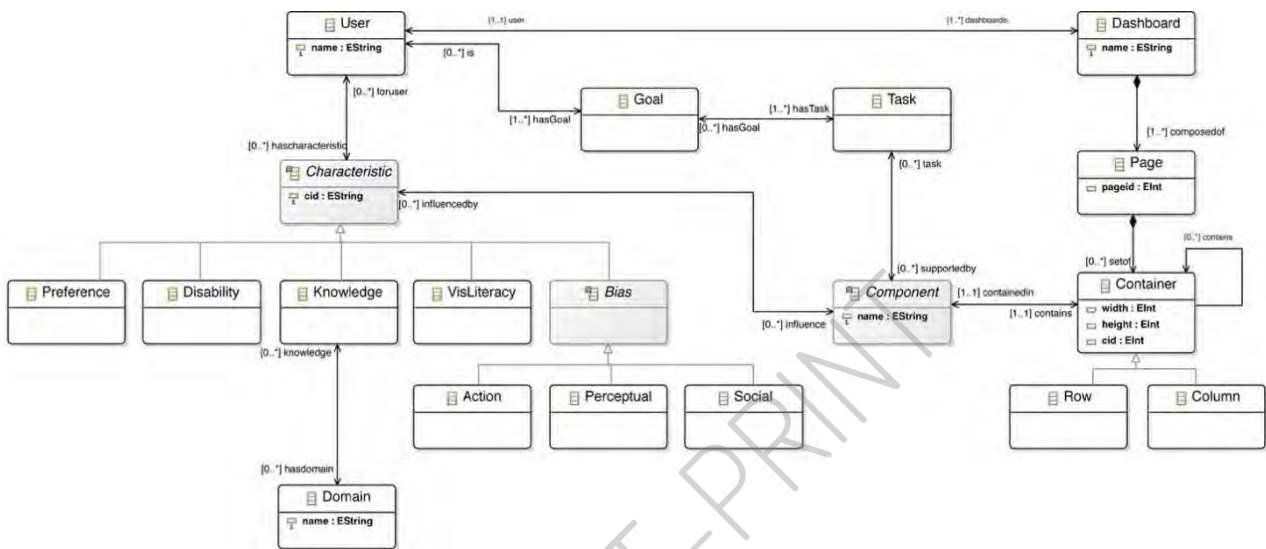 User
name : EString
[1..1] user
[1..*] dashboards
Dashboard
name : EString
[0..*] is
[0..*] foruser
Goal
Task
[1..*] hasTask
[1..*] hasGoal
[0..*] hasGoal
[1..*] composedof
[0..*] hascharacteristic
Characteristic
cid : EString
[0..*] influencedby
[0..*] task
Page
pageid : EInt
[0..*] contains
[0..*] supportedby
[0..*] setof
Preference
Disability
Knowledge
VisLiteracy
Bias
Component
name : EString
[1..1] containedin
[1..1] contains
Container
width : EInt
height : EInt
cid : EInt
[0..*] influence
[0..*] knowledge
Action
Perceptual
Social
Row
Column
[0..*] hasdomain
Domain
name : EString
T-PRINT